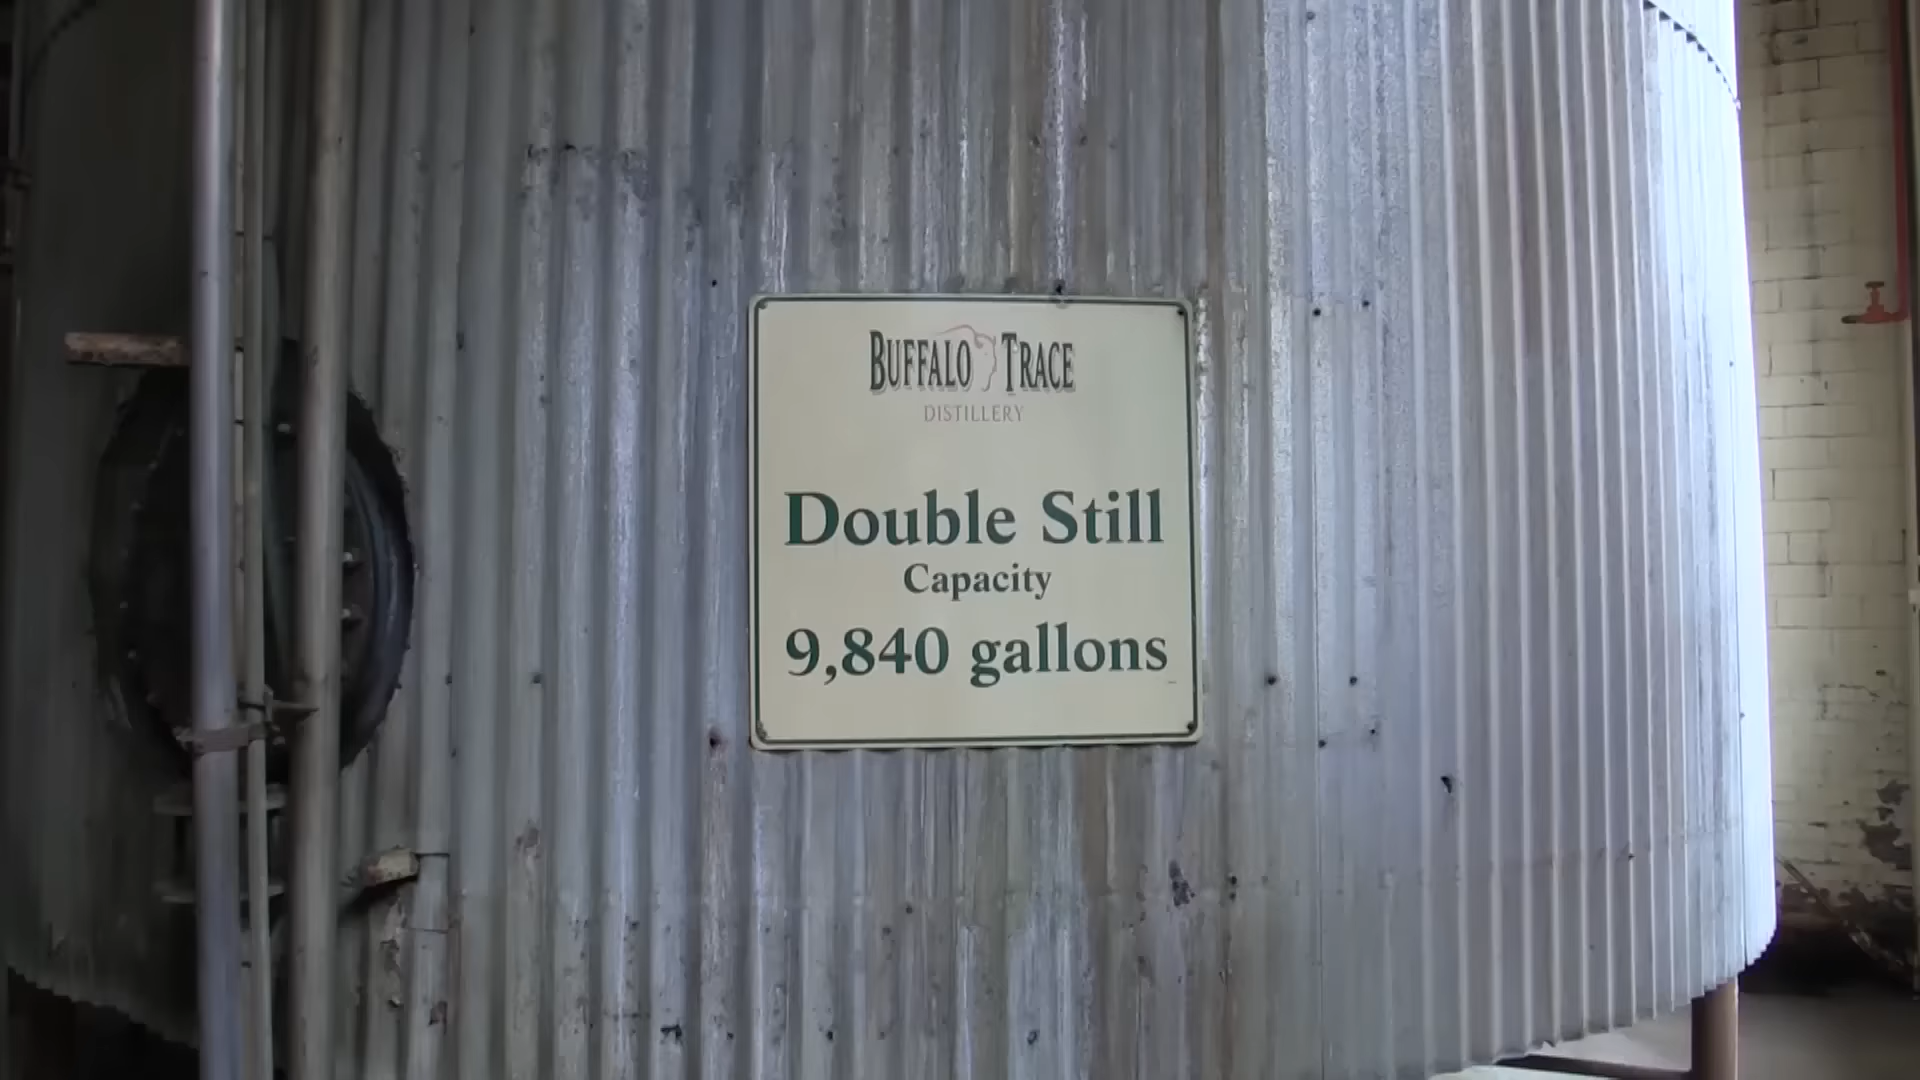 BUFFALO TRACE
DISTILLERY
Double Still
Capacity
9,840 gallons